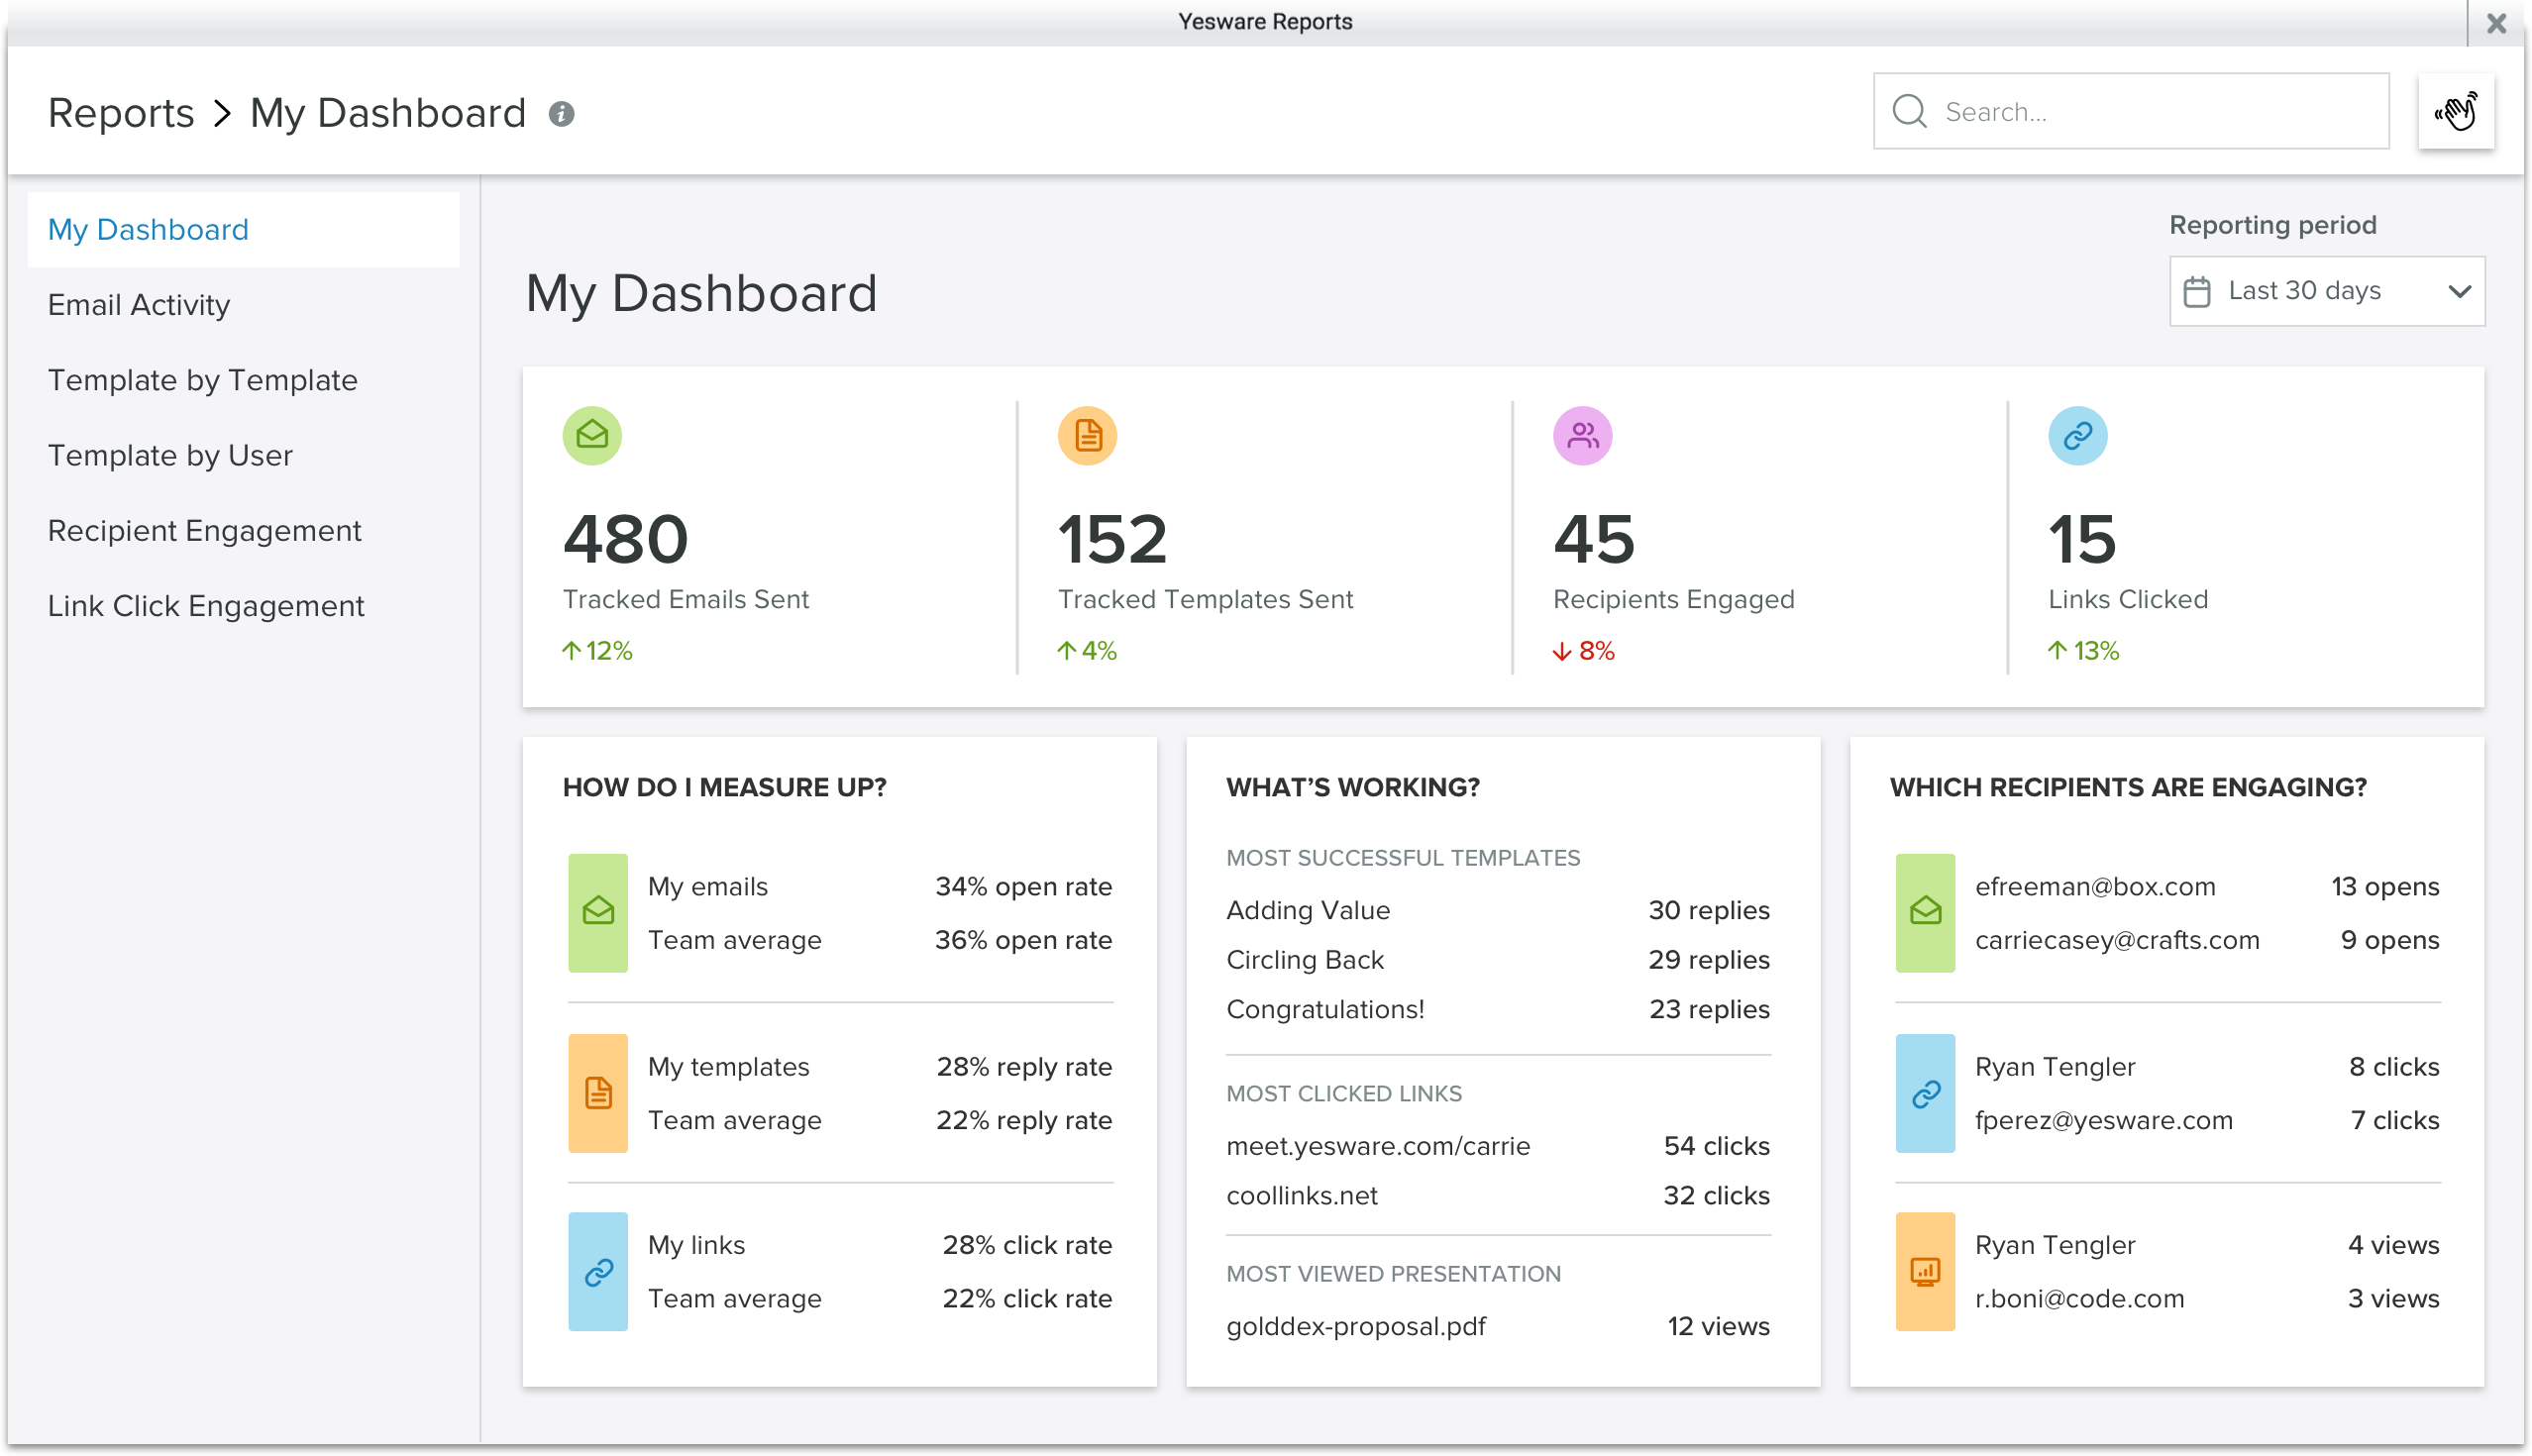 Yesware Reports
Reports > My Dashboard
Search...
My Dashboard
Email Activity
Template by Template
Template by User
Recipient Engagement
Link Click Engagement
Reporting period
Last 30 days
My Dashboard
480
Tracked Emails Sent
↑ 12%
152
Tracked Templates Sent
↑ 4%
45
Recipients Engaged
↓ 8%
15
Links Clicked
↑ 13%
HOW DO I MEASURE UP?
My emails 34% open rate
Team average 36% open rate
My templates 28% reply rate
Team average 22% reply rate
My links 28% click rate
Team average 22% click rate
WHAT’S WORKING?
MOST SUCCESSFUL TEMPLATES
Adding Value 30 replies
Circling Back 29 replies
Congratulations! 23 replies
MOST CLICKED LINKS
meet.yesware.com/carrie 54 clicks
coollinks.net 32 clicks
MOST VIEWED PRESENTATION
golddex-proposal.pdf 12 views
WHICH RECIPIENTS ARE ENGAGING?
efreeman@box.com 13 opens
carriecasey@crafts.com 9 opens
Ryan Tengler 8 clicks
fperez@yesware.com 7 clicks
Ryan Tengler 4 views
r.boni@code.com 3 views